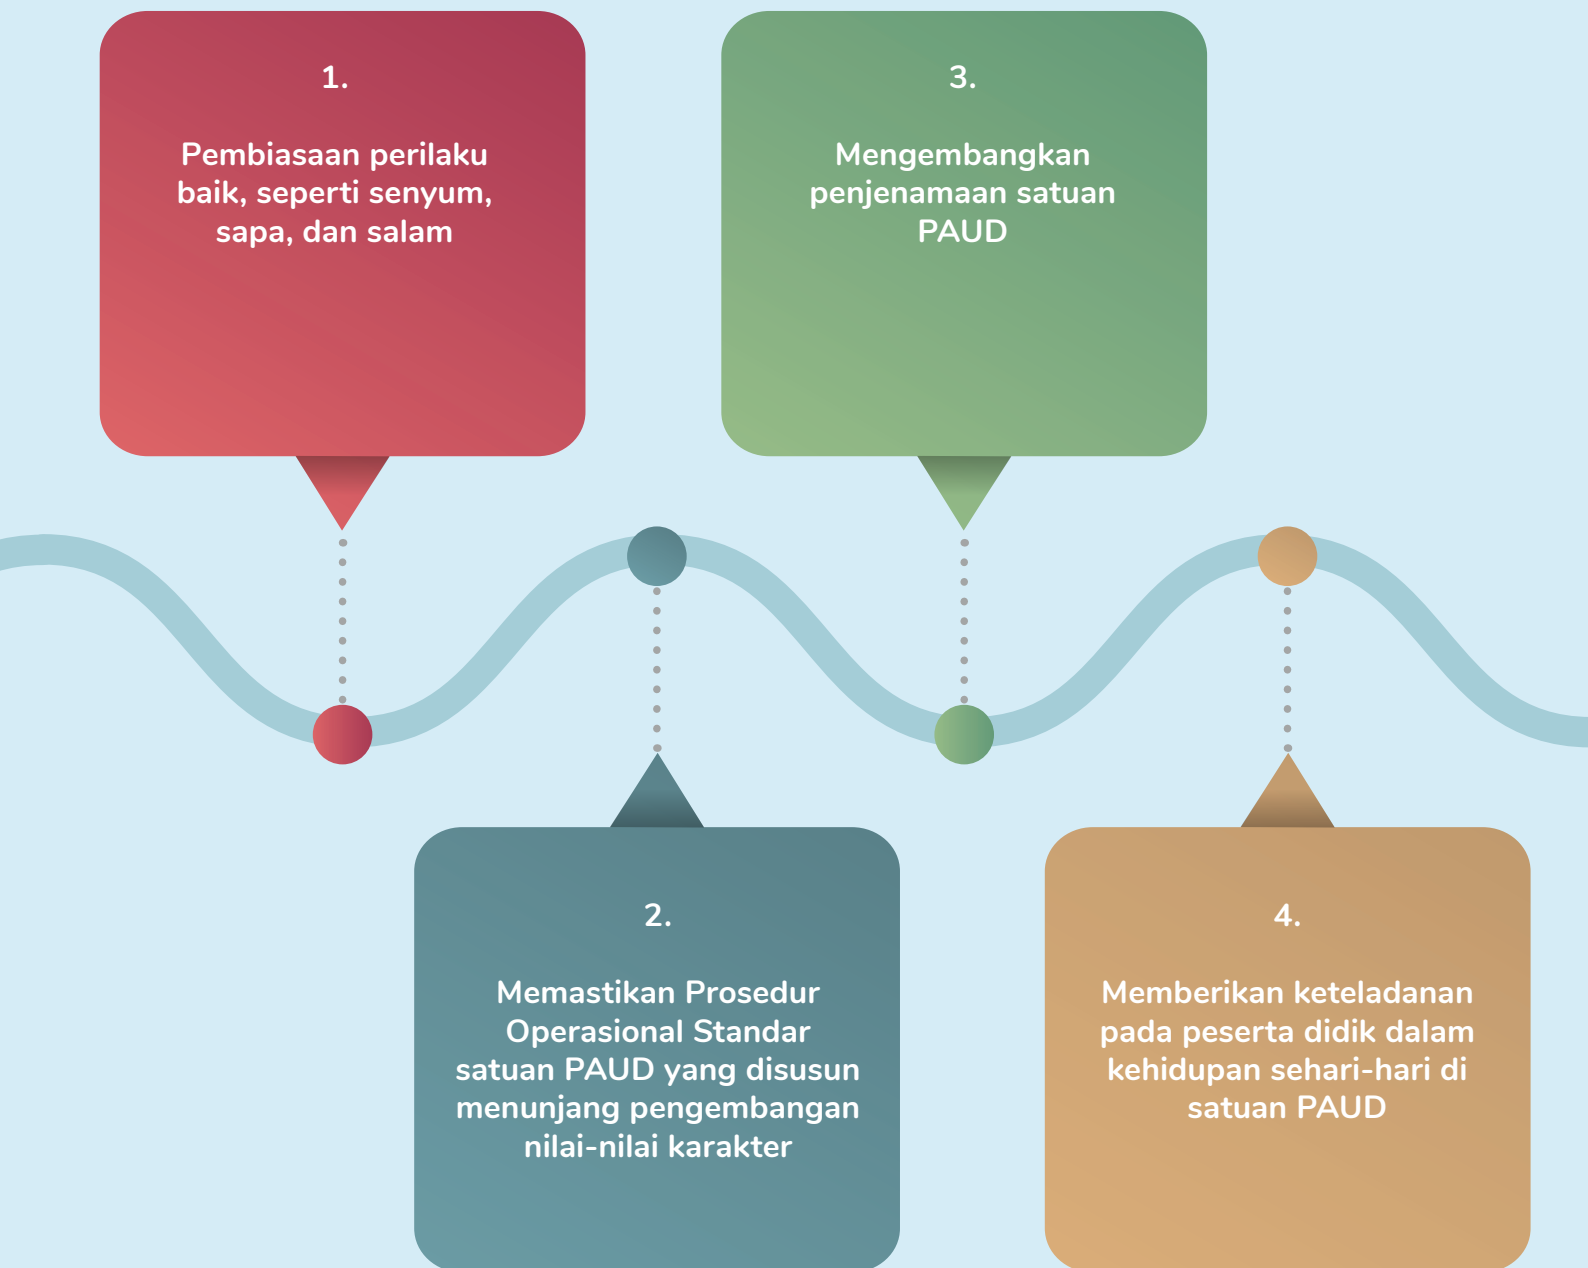 1.
Pembiasaan perilaku
baik, seperti senyum,
sapa, dan salam
2.
Memastikan Prosedur
Operasional Standar
satuan PAUD yang disusun
menunjang pengembangan
nilai-nilai karakter
3.
Mengembangkan
penjenamaan satuan
PAUD
4.
Memberikan keteladanan
pada peserta didik dalam
kehidupan sehari-hari di
satuan PAUD